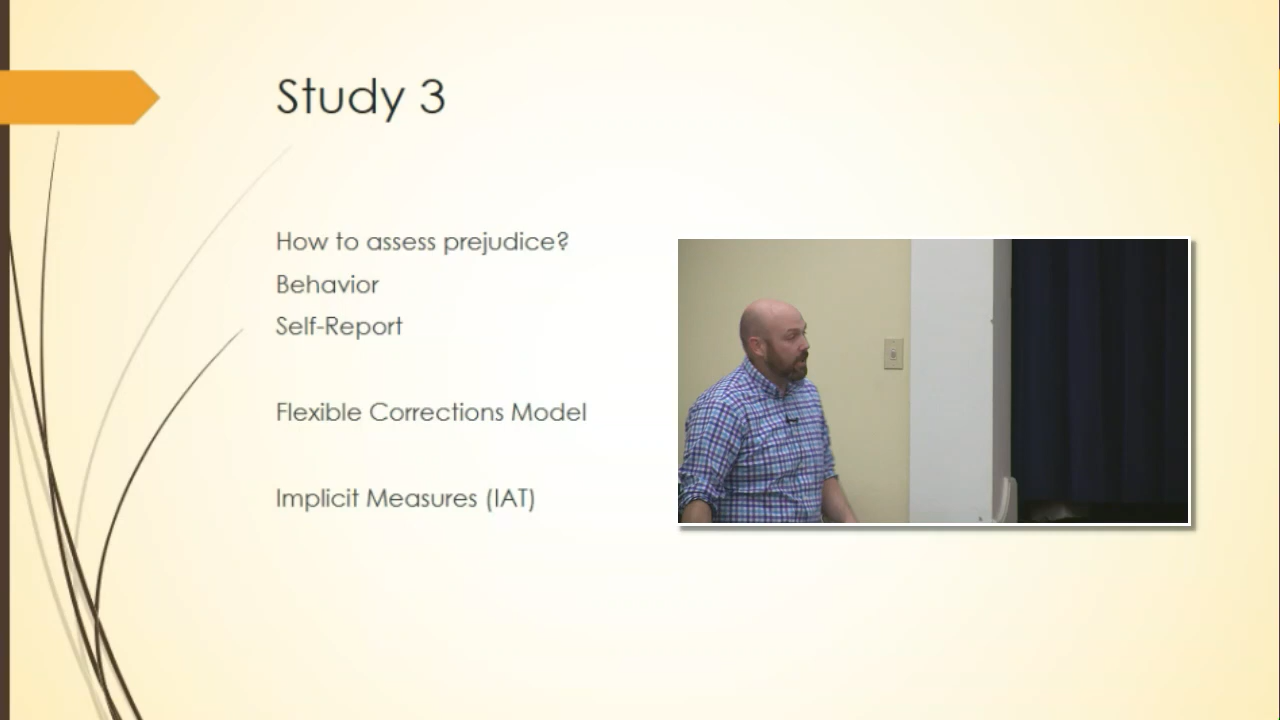 Study 3
How to assess prejudice?
Behavior
Self-Report
Flexible Corrections Model
Implicit Measures (IAT)